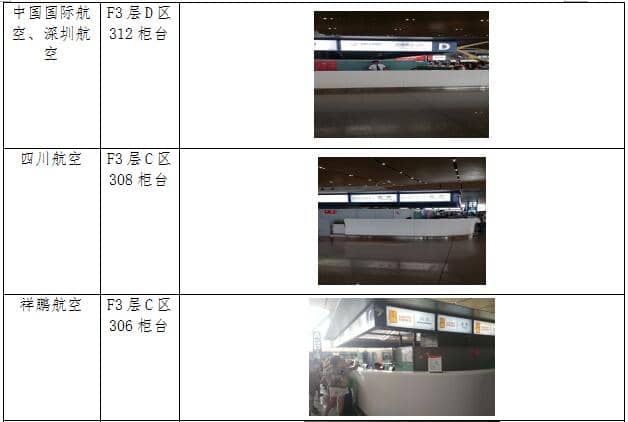 中国国际航
空、深圳航
空
F3 层 D 区
312 柜台
D
四川航空
F3 层 C 区
308 柜台
祥鹏航空
F3 层 C 区
306 柜台